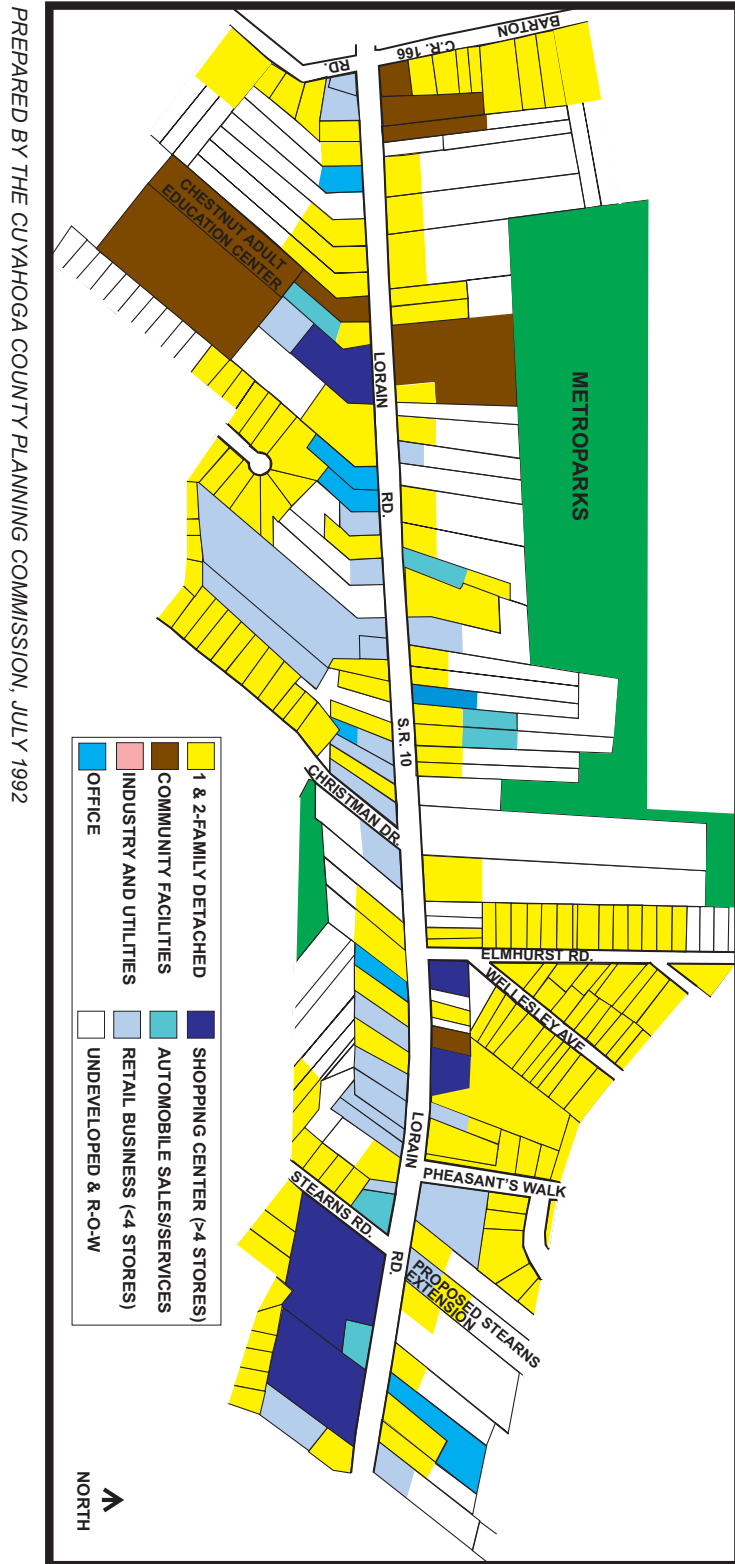 BARTON
C.R. 166
RD.
CHESTNUT ADULT
EDUCATION CENTER
LORAIN
RD.
METROPARKS
S.R. 10
CHRISTMAN DR.
ELMHURST RD.
WELLESLEY AVE
LORAIN
RD.
PHEASANT'S WALK
STEARNS RD.
PROPOSED STEARNS
EXTENSION
1 & 2-FAMILY DETACHED
COMMUNITY FACILITIES
INDUSTRY AND UTILITIES
OFFICE
SHOPPING CENTER (>4 STORES)
AUTOMOBILE SALES/SERVICES
RETAIL BUSINESS (<4 STORES)
UNDEVELOPED & R-O-W
NORTH
PREPARED BY THE CUYAHOGA COUNTY PLANNING COMMISSION, JULY 1992